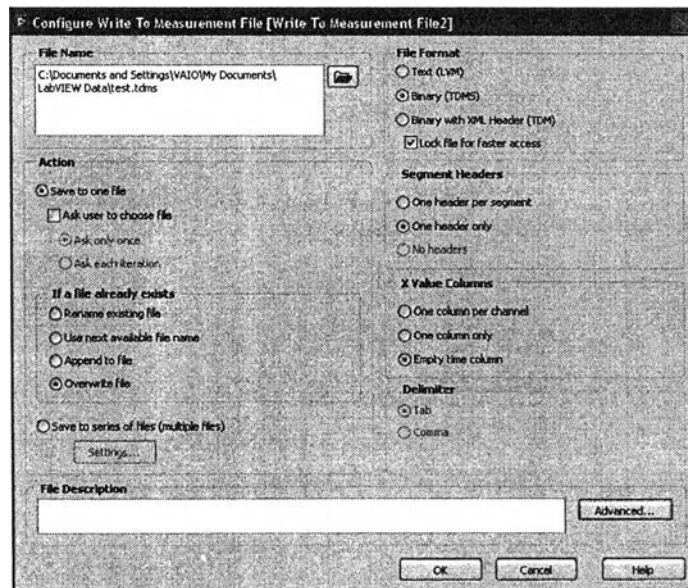 Configure Write To Measurement File [Write To Measurement File2]
File Name
C:\Documents and Settings\VAIO\My Documents\
LabVIEW Data\test.tdms
Action
Save to one file
Ask user to choose file
Ask only once
Ask each iteration
If a file already exists
Rename existing file
Use next available file name
Append to file
Overwrite file
Save to series of files (multiple files)
Settings...
File Format
Text (LVM)
Binary (TDMS)
Binary with XML Header (TDM)
Lock file for faster access
Segment Headers
One header per segment
One header only
No headers
X Value Columns
One column per channel
One column only
Empty time column
Delimiter
Tab
Comma
File Description
Advanced...
OK
Cancel
Help